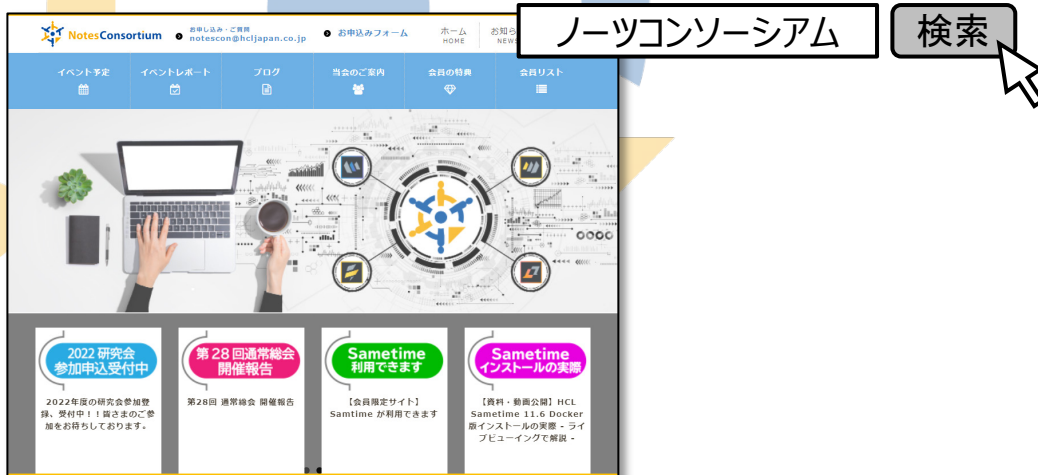 NotesConsortium
お申し込み・ご質問
notescon@hcljapan.co.jp
お申込みフォーム
ホーム
HOME
お知ら
NEWS
ノーツコンソーシアム
検索
イベント予定
イベントレポート
ブログ
当会のご案内
会員の特典
会員リスト
2022 研究会
参加申込受付中
2022年度の研究会参加登
録、受付中！！皆さまのご参
加をお待ちしております。
第 28 回通常総会
開催報告
第28回 通常総会 開催報告
Sametime
利用できます
【会員限定サイト】
Samtime が利用できます
Sametime
インストールの実際
【資料・動画公開】HCL
Sametime 11.6 Docker
版インストールの実際 - ライ
ブビューイングで解説 -